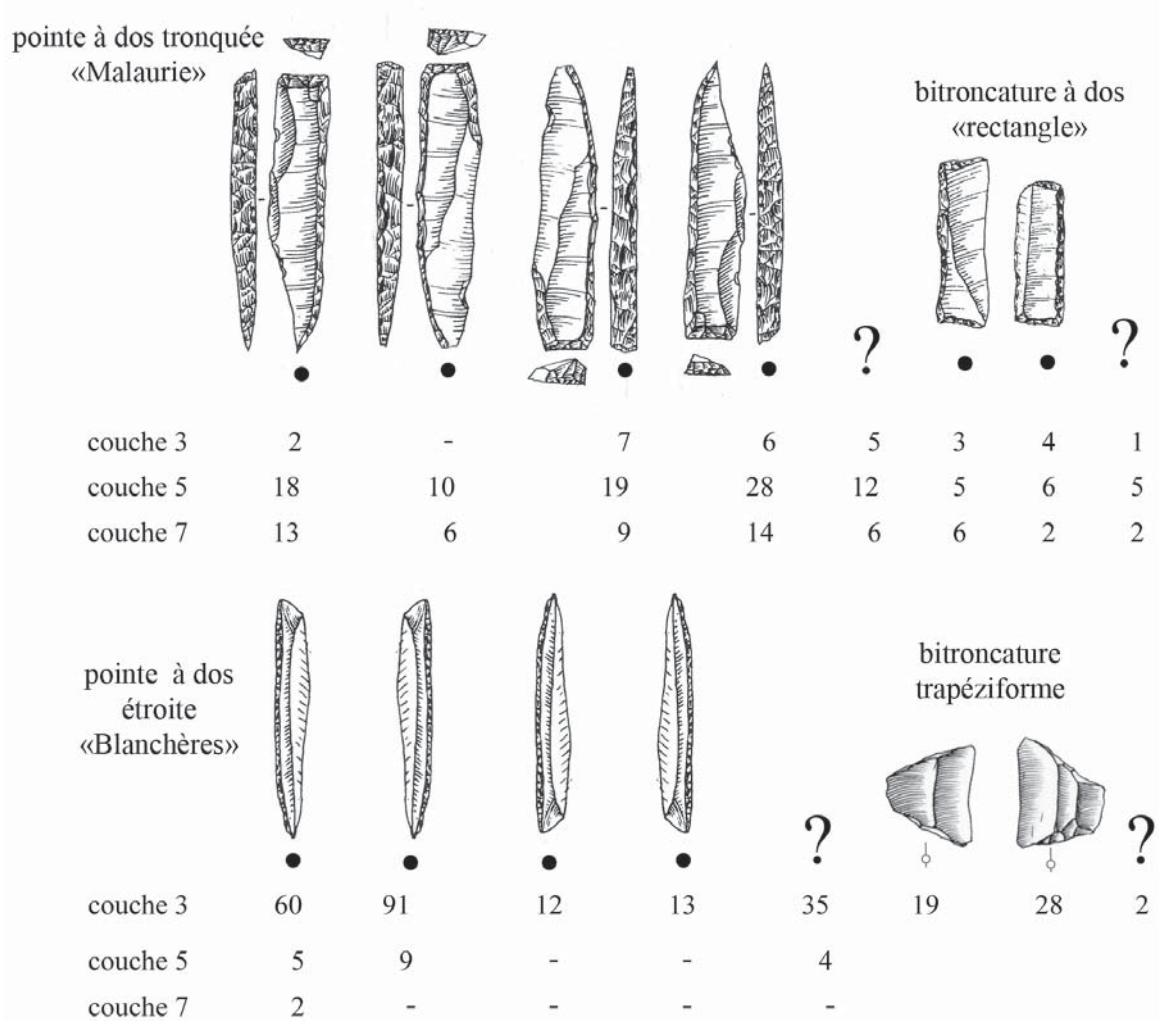 pointe à dos tronquée
«Malaurie»
bitroncature à dos
«rectangle»
? ?
couche 3 2 - 7 6 5 3 4 1
couche 5 18 10 19 28 12 5 6 5
couche 7 13 6 9 14 6 6 2 2
pointe à dos
étroite
«Blanchères»
bitroncature
trapéziforme
? ?
couche 3 60 91 12 13 35 19 28 2
couche 5 5 9 - - 4
couche 7 2 - - - -